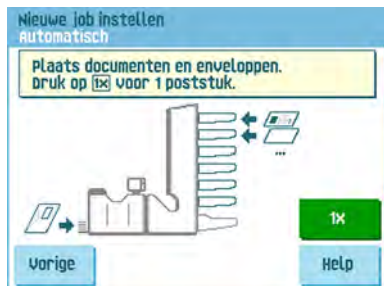 Nieuwe job instellen
Automatisch
Plaats documenten en enveloppen.
Druk op 1x voor 1 poststuk.
...
1x
Vorige
Help